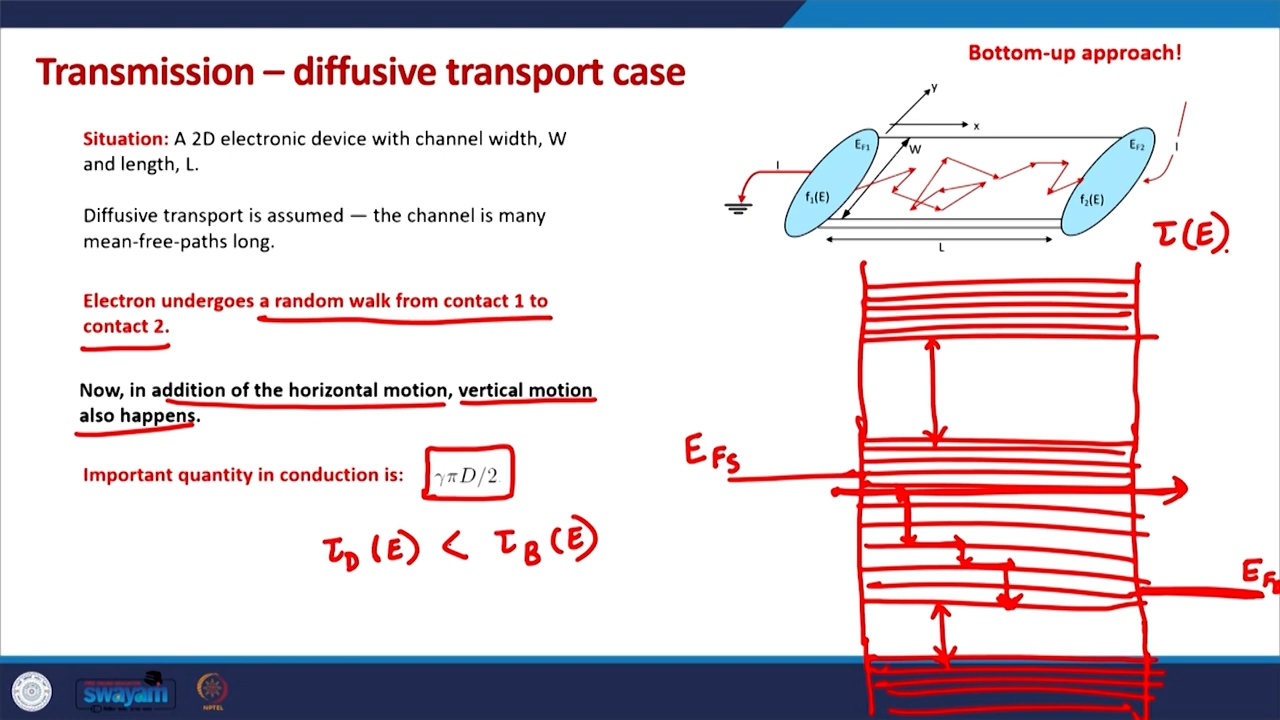 Transmission – diffusive transport case
Bottom-up approach!
Situation: A 2D electronic device with channel width, W
and length, L.
Diffusive transport is assumed — the channel is many
mean-free-paths long.
Electron undergoes a random walk from contact 1 to
contact 2.
Now, in addition of the horizontal motion, vertical motion
also happens.
Important quantity in conduction is: γπD/2
τD(E) < τB(E)
y
x
EF1
W
EF2
I
I
f1(E)
f2(E)
L
τ(E)
EFS
swayam
NPTEL